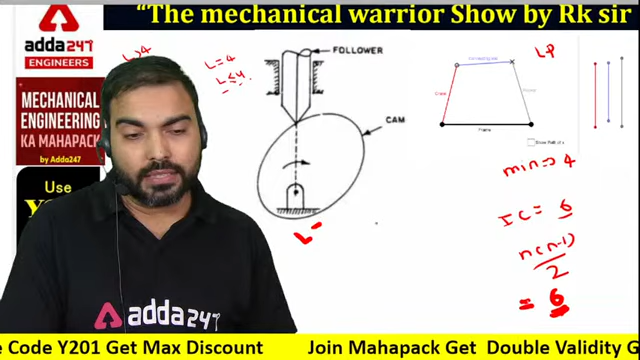 "The mechanical warrior Show by Rk sir
adda247
ENGINEERS
MECHANICAL
ENGINEERING
KA MAHAPACK
by Adda247
Use
L=4
L≤4
FOLLOWER
CAM
L
LP
Crank
Frame
min => 4
IC = 6
n(n-1)
2
= 6
adda247
e Code Y201 Get Max Discount Join Mahapack Get Double Validity G